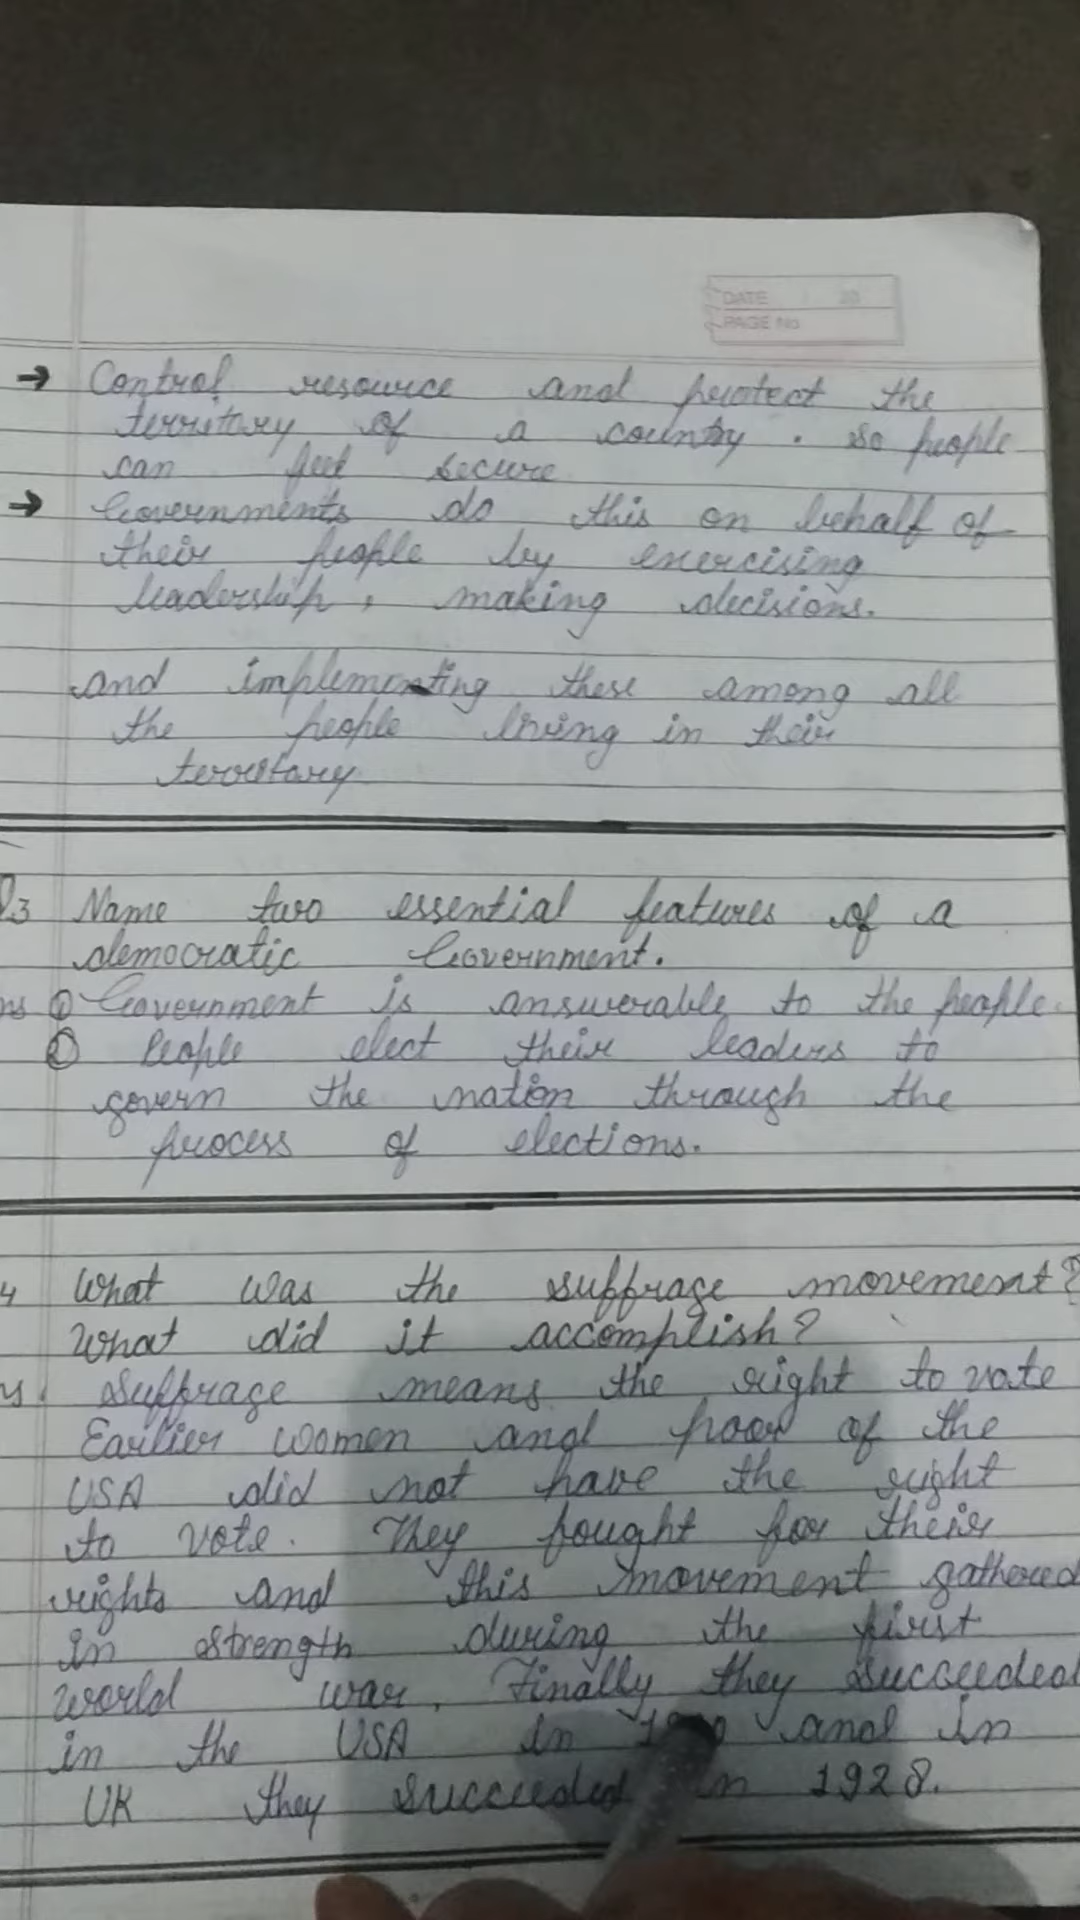 DATE 20
PAGE No
→ Control resource and protect the
territory of a country. so people
can feel secure
→ Governments do this on behalf of
their people by exercising
leadership, making decisions.
and implementing these among all
the people living in their
territory
3 Name two essential features of a
democratic Government.
ns ① Government is answerable to the people.
② People elect their leaders to
govern the nation through the
process of elections.
4 What was the suffrage movement?
What did it accomplish?
Suffrage means the right to vote
Earlier women and poor of the
USA did not have the right
to vote. They fought for their
rights and this movement gathered
in strength during the first
world war. Finally they succeeded
in the USA in and in
UK they succeeded in 1928.